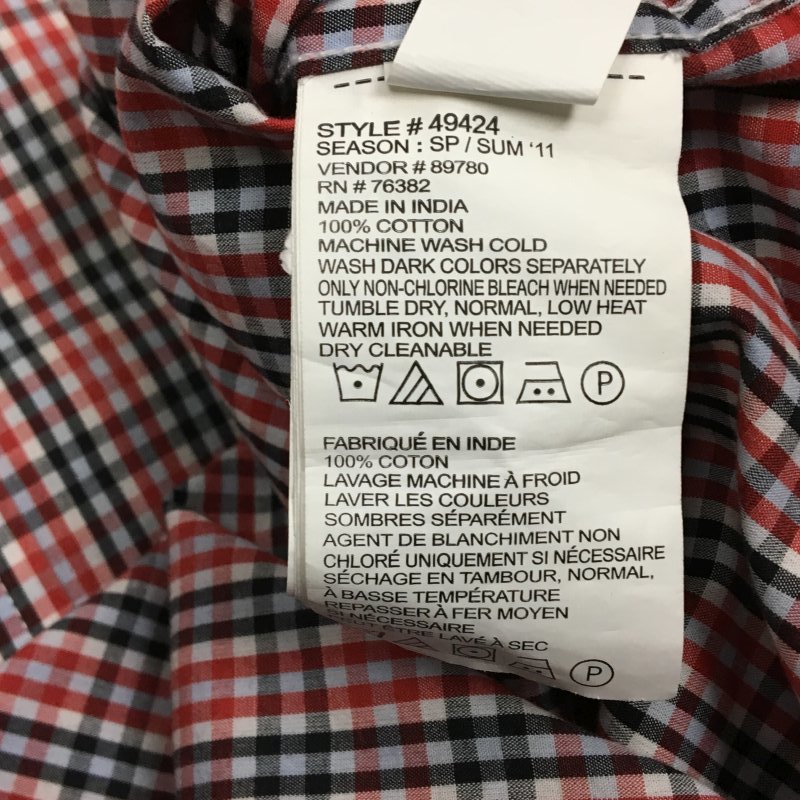 STYLE # 49424
SEASON : SP / SUM '11
VENDOR # 89780
RN # 76382
MADE IN INDIA
100% COTTON
MACHINE WASH COLD
WASH DARK COLORS SEPARATELY
ONLY NON-CHLORINE BLEACH WHEN NEEDED
TUMBLE DRY, NORMAL, LOW HEAT
WARM IRON WHEN NEEDED
DRY CLEANABLE
P
FABRIQUÉ EN INDE
100% COTON
LAVAGE MACHINE À FROID
LAVER LES COULEURS
SOMBRES SÉPARÉMENT
AGENT DE BLANCHIMENT NON
CHLORÉ UNIQUEMENT SI NÉCESSAIRE
SÉCHAGE EN TAMBOUR, NORMAL,
À BASSE TEMPÉRATURE
REPASSER À FER MOYEN
SI NÉCESSAIRE
ÊTRE LAVÉ À SEC
P